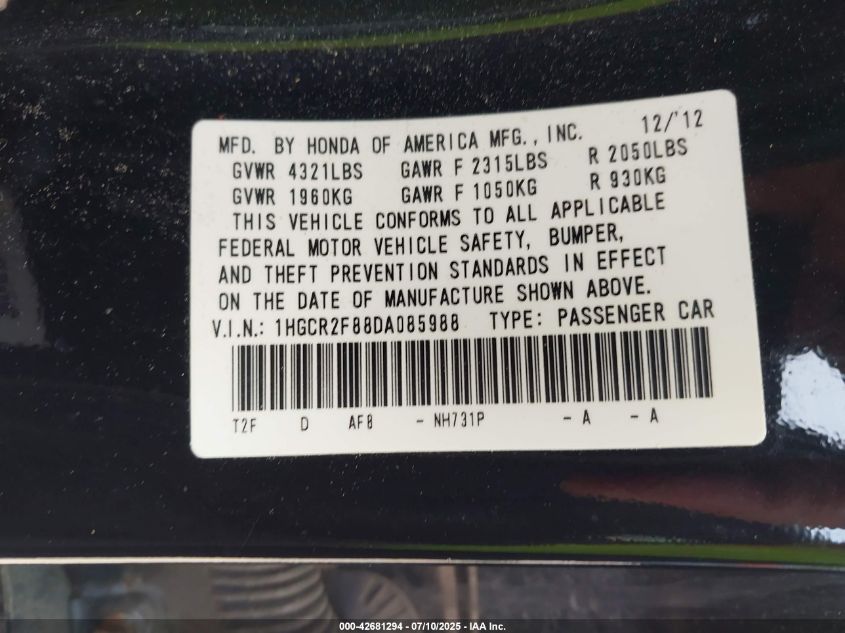 MFD. BY HONDA OF AMERICA MFG., INC. 12/'12
GVWR 4321LBS GAWR F 2315LBS R 2050LBS
GVWR 1960KG GAWR F 1050KG R 930KG
THIS VEHICLE CONFORMS TO ALL APPLICABLE
FEDERAL MOTOR VEHICLE SAFETY, BUMPER,
AND THEFT PREVENTION STANDARDS IN EFFECT
ON THE DATE OF MANUFACTURE SHOWN ABOVE.
V.I.N.: 1HGCR2F88DA085988 TYPE: PASSENGER CAR
T2F D AF8 - NH731P - A - A
000-42681294 - 07/10/2025 - IAA Inc.